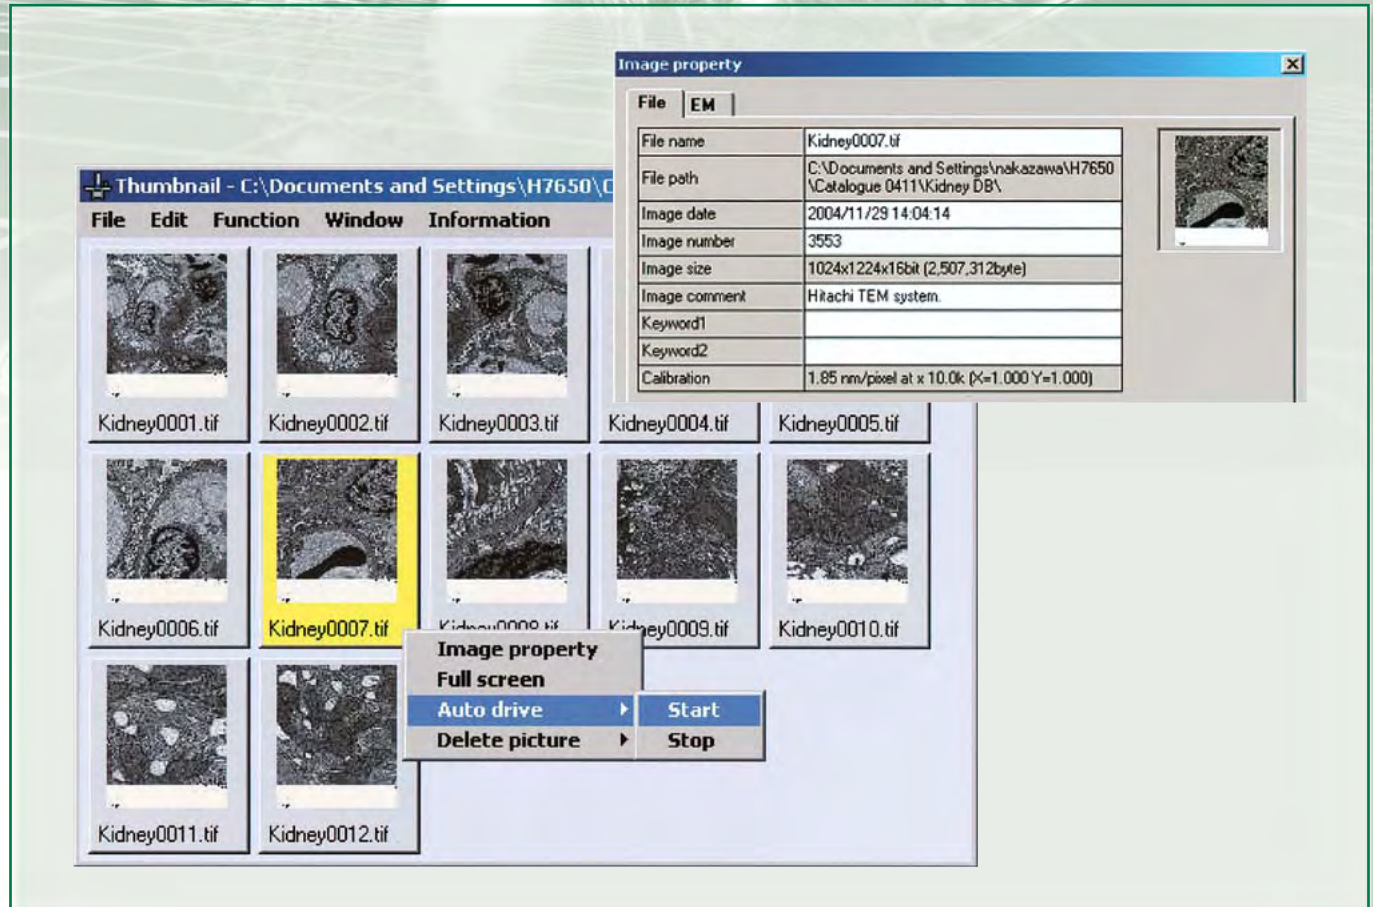 Image property
File EM
File name Kidney0007.tif
File path C:\Documents and Settings\nakazawa\H7650
\Catalogue 0411\Kidney DB\
Image date 2004/11/29 14:04:14
Image number 3553
Image size 1024x1224x16bit (2,507,312byte)
Image comment Hitachi TEM system.
Keyword1
Keyword2
Calibration 1.85 nm/pixel at x 10.0k (X=1.000 Y=1.000)
Thumbnail - C:\Documents and Settings\H7650\
File Edit Function Window Information
Kidney0001.tif Kidney0002.tif Kidney0003.tif Kidney0004.tif Kidney0005.tif
Kidney0006.tif Kidney0007.tif Kidney0008.tif Kidney0009.tif Kidney0010.tif
Image property
Full screen
Auto drive Start
Delete picture Stop
Kidney0011.tif Kidney0012.tif